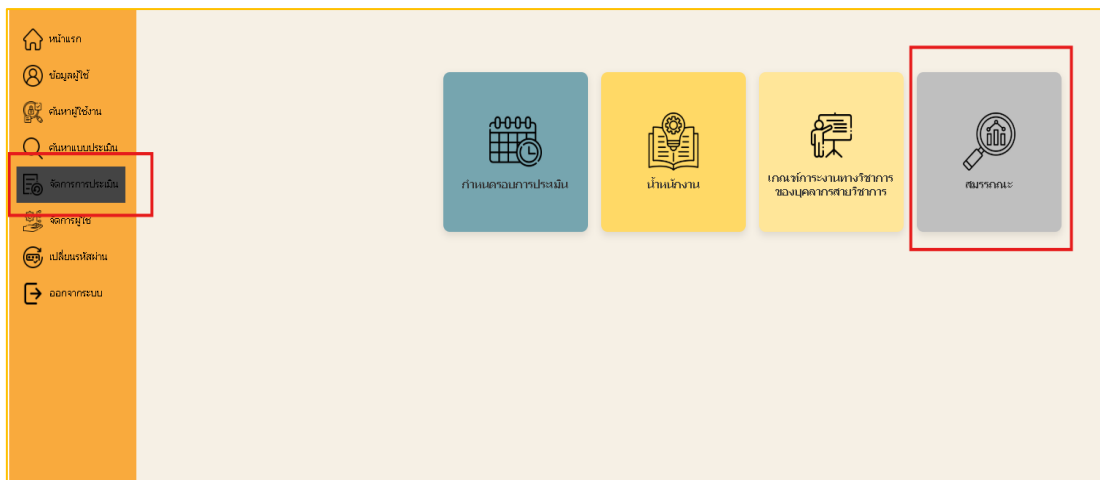 หน้าแรก
ข้อมูลผู้ใช้
ค้นหาผู้ใช้งาน
ค้นหาแบบประเมิน
จัดการการประเมิน
จัดการผู้ใช้
เปลี่ยนรหัสผ่าน
ออกจากระบบ
กำหนดรอบการประเมิน
น้ำหนักงาน
เกณฑ์ภาระงานทางวิชาการ
ของบุคลากรสายวิชาการ
สมรรถนะ